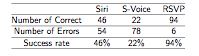 Siri S-Voice RSVP
Number of Correct 46 22 94
Number of Errors 54 78 6
Success rate 46% 22% 94%